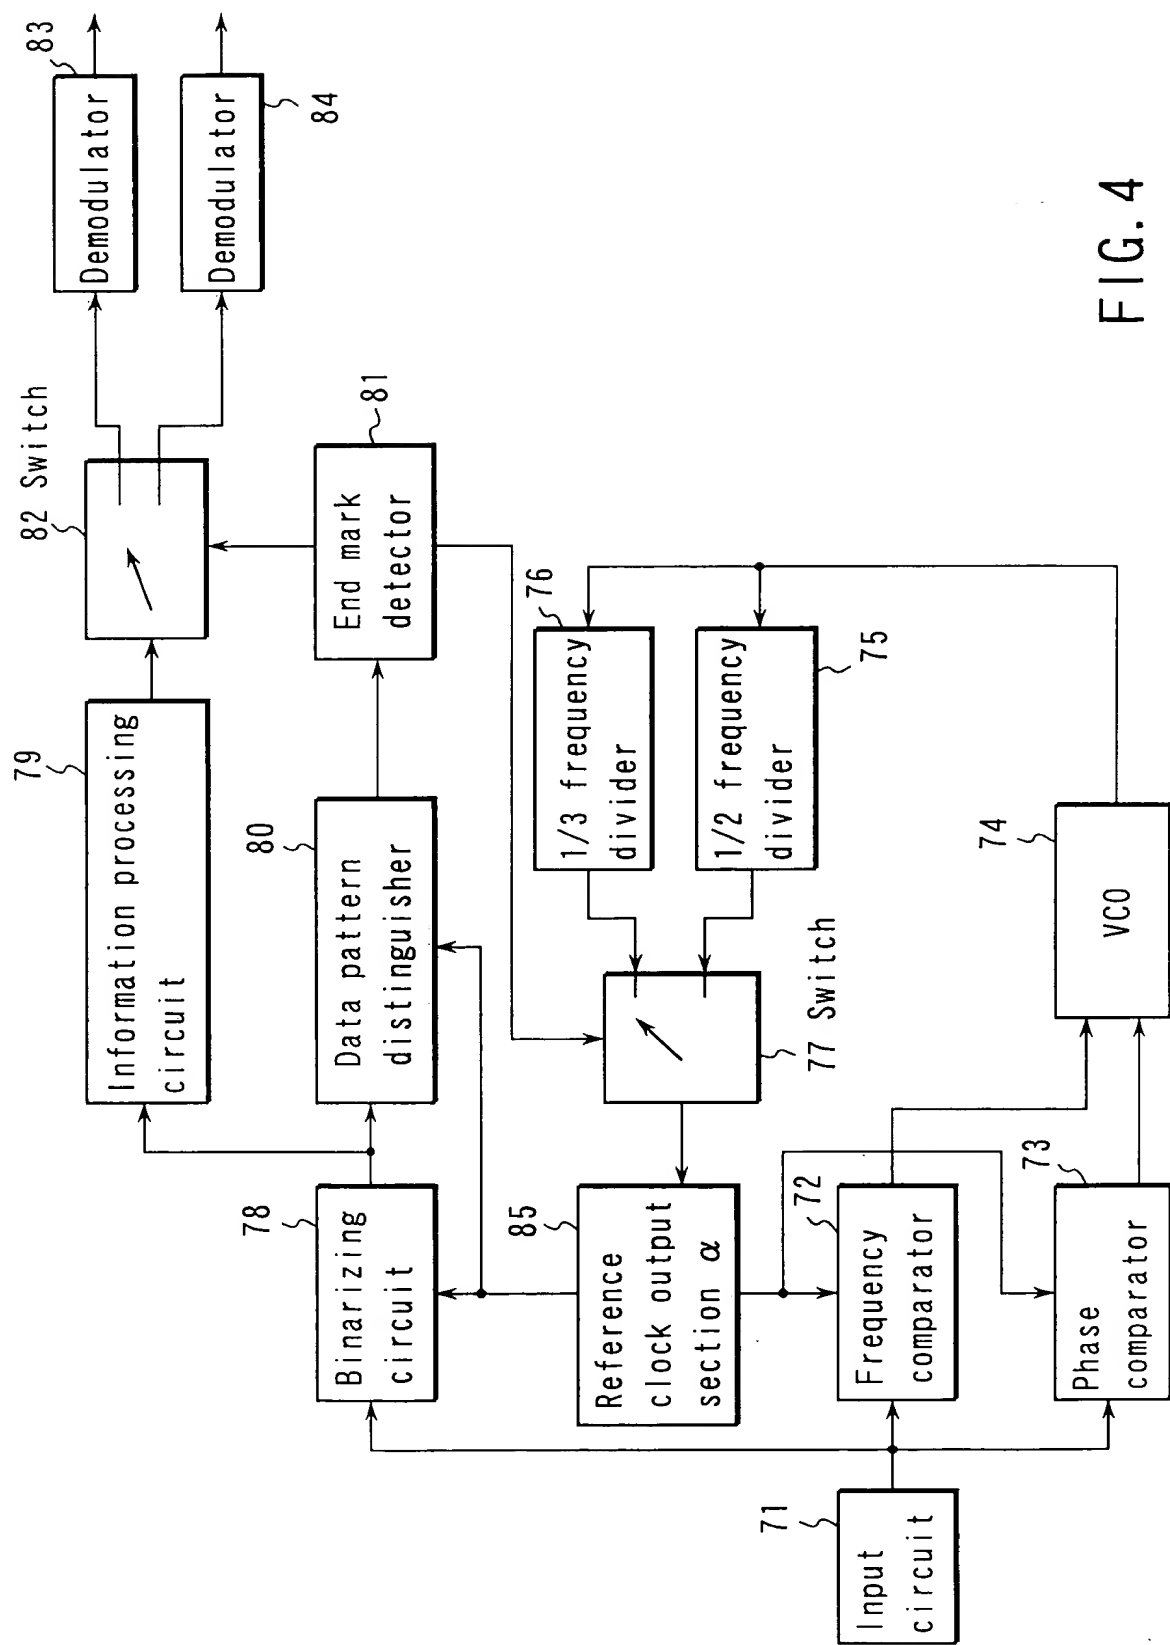 83
Demodulator
Demodulator
84
82 Switch
79
Information processing
circuit
81
End mark
detector
80
Data pattern
distinguisher
78
Binarizing
circuit
76
1/3 frequency
divider
1/2 frequency
divider
75
77 Switch
85
Reference
clock output
section α
74
VCO
72
Frequency
comparator
73
Phase
comparator
71
Input
circuit
FIG. 4